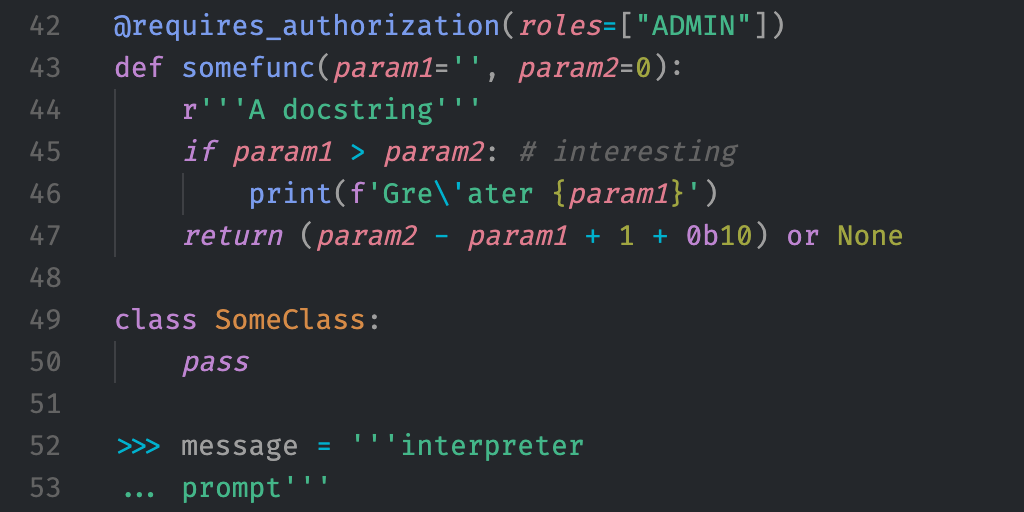 42 @requires_authorization(roles=["ADMIN"])
43 def somefunc(param1='', param2=0):
44     r'''A docstring'''
45     if param1 > param2: # interesting
46         print(f'Gre\'ater {param1}')
47     return (param2 - param1 + 1 + 0b10) or None
48
49 class SomeClass:
50     pass
51
52 >>> message = '''interpreter
53 ... prompt'''